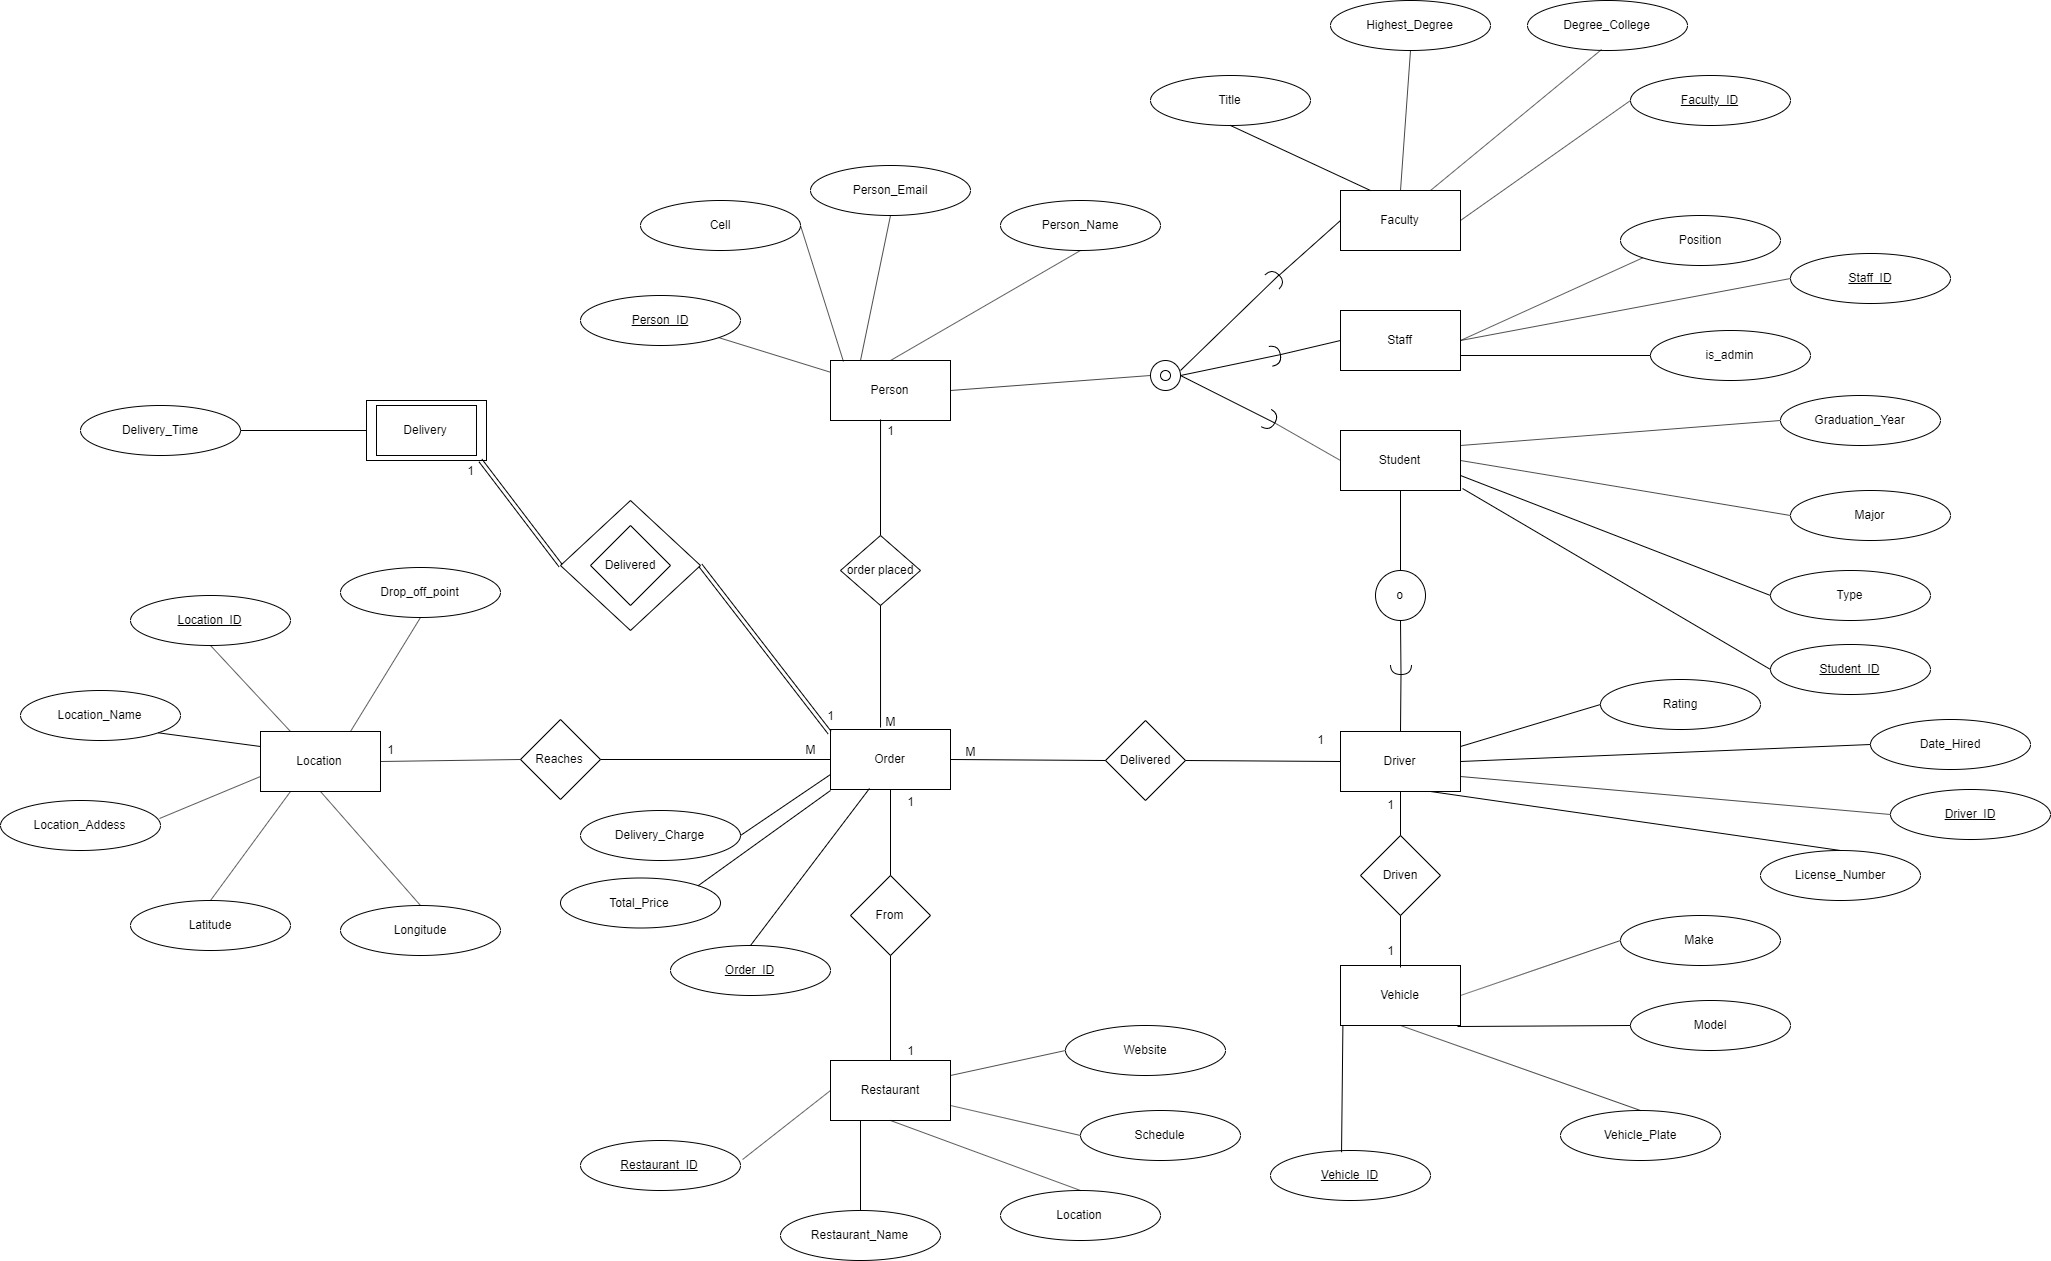 Highest_Degree
Degree_College
Title
Faculty_ID
Person_Email
Cell
Person_Name
Faculty
Position
Staff_ID
Person_ID
Staff
is_admin
O
Person
Graduation_Year
Delivery_Time
Delivery
1
Student
1
Major
Delivered
order placed
Drop_off_point
o
Type
Location_ID
Student_ID
Rating
Location_Name
1
M
1
M
M
1
Date_Hired
Location
Reaches
Order
Delivered
Driver
1
1
Driver_ID
Location_Addess
Delivery_Charge
Driven
License_Number
Total_Price
From
Latitude
Longitude
Make
1
Order_ID
Vehicle
Model
1
Website
Restaurant
Schedule
Vehicle_Plate
Restaurant_ID
Vehicle_ID
Location
Restaurant_Name